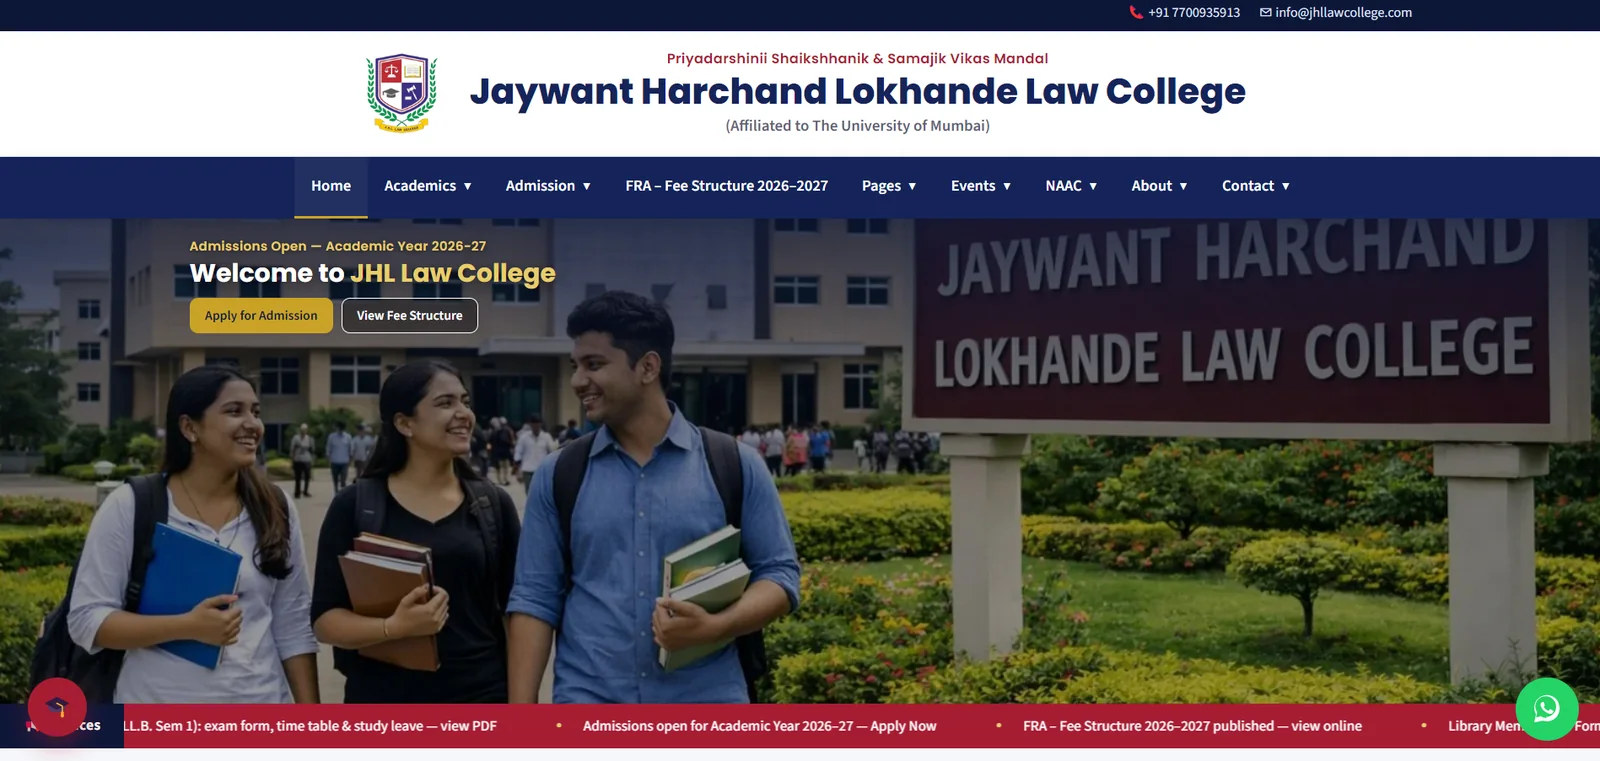 +91 7700935913 info@jhllawcollege.com
Priyadarshinii Shaikshhanik & Samajik Vikas Mandal
Jaywant Harchand Lokhande Law College
(Affiliated to The University of Mumbai)
Home Academics ▼ Admission ▼ FRA – Fee Structure 2026–2027 Pages ▼ Events ▼ NAAC ▼ About ▼ Contact ▼
Admissions Open — Academic Year 2026-27
Welcome to JHL Law College
Apply for Admission View Fee Structure
JAYWANT HARCHAND
LOKHANDE LAW COLLEGE
LL.B. Sem 1): exam form, time table & study leave — view PDF • Admissions open for Academic Year 2026–27 — Apply Now • FRA – Fee Structure 2026–2027 published — view online • Library